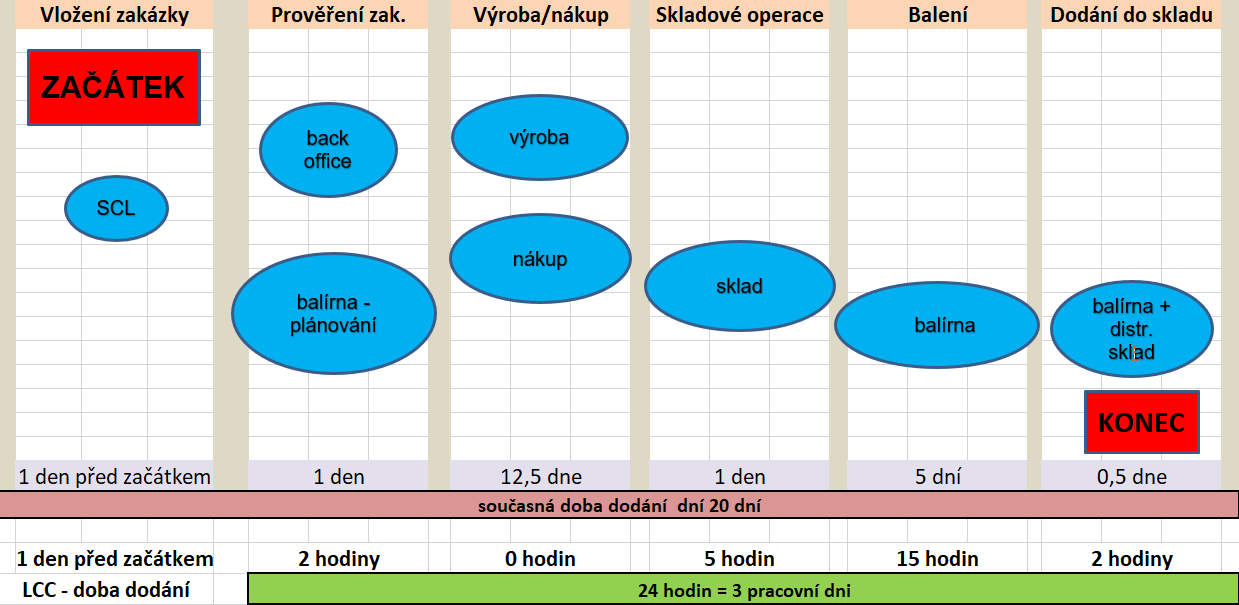 Vložení zakázky
Prověření zak.
Výroba/nákup
Skladové operace
Balení
Dodání do skladu
ZAČÁTEK
SCL
back
office
balírna -
plánování
výroba
nákup
sklad
balírna
balírna +
distr.
sklad
KONEC
1 den před začátkem
1 den
12,5 dne
1 den
5 dní
0,5 dne
současná doba dodání  dní 20 dní
1 den před začátkem
2 hodiny
0 hodin
5 hodin
15 hodin
2 hodiny
LCC - doba dodání
24 hodin = 3 pracovní dni